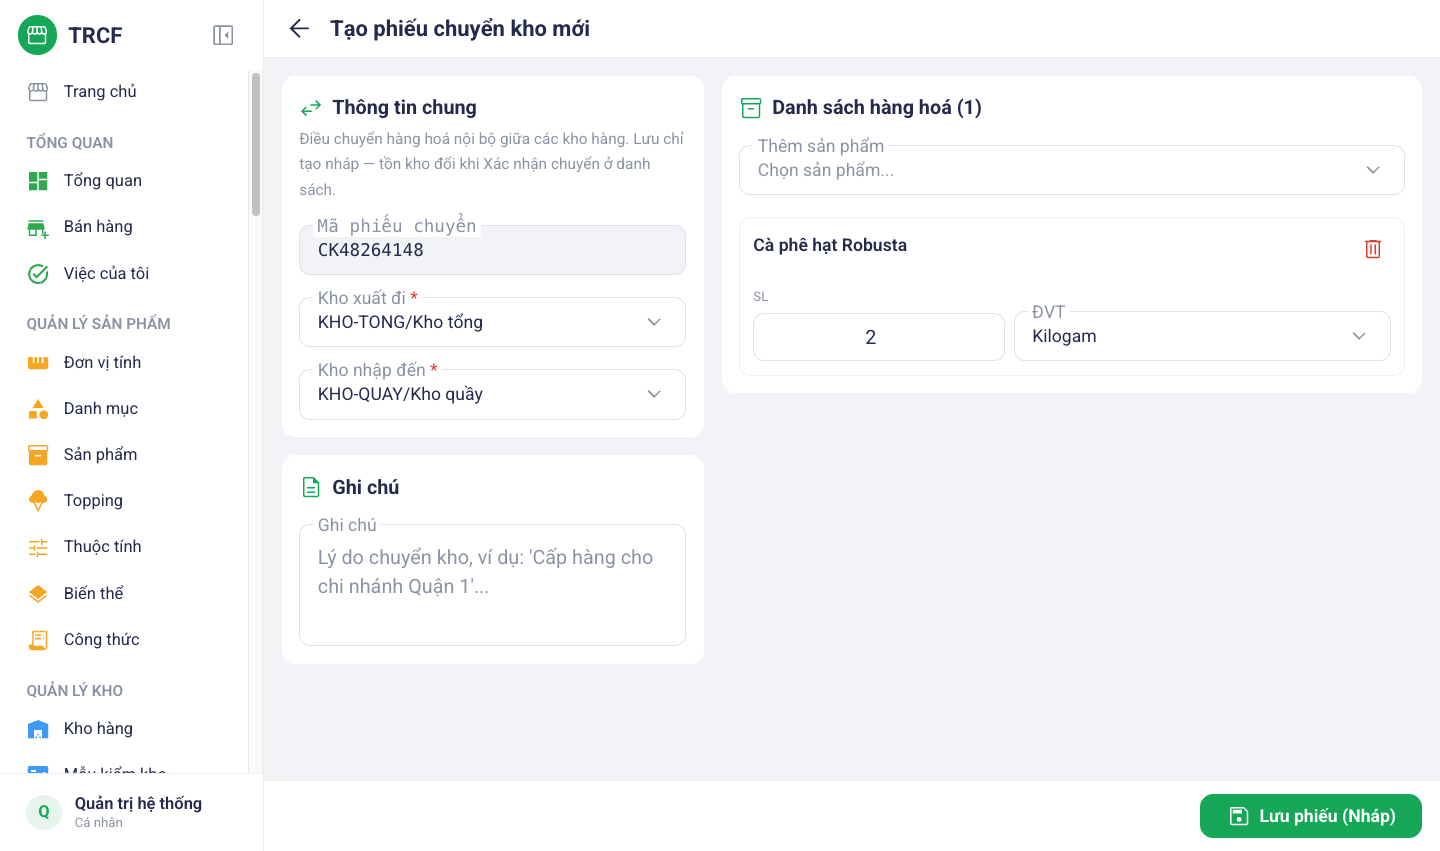 TRCF
Trang chủ
TỔNG QUAN
Tổng quan
Bán hàng
Việc của tôi
QUẢN LÝ SẢN PHẨM
Đơn vị tính
Danh mục
Sản phẩm
Topping
Thuộc tính
Biến thể
Công thức
QUẢN LÝ KHO
Kho hàng
Mẫu kiểm kho
Q
Quản trị hệ thống
Cá nhân
Tạo phiếu chuyển kho mới
Thông tin chung
Điều chuyển hàng hoá nội bộ giữa các kho hàng. Lưu chỉ
tạo nháp — tồn kho đổi khi Xác nhận chuyển ở danh
sách.
Mã phiếu chuyển
CK48264148
Kho xuất đi *
KHO-TONG/Kho tổng
Kho nhập đến *
KHO-QUAY/Kho quầy
Ghi chú
Ghi chú
Lý do chuyển kho, ví dụ: 'Cấp hàng cho
chi nhánh Quận 1'...
Danh sách hàng hoá (1)
Thêm sản phẩm
Chọn sản phẩm...
Cà phê hạt Robusta
SL
2
ĐVT
Kilogam
Lưu phiếu (Nháp)